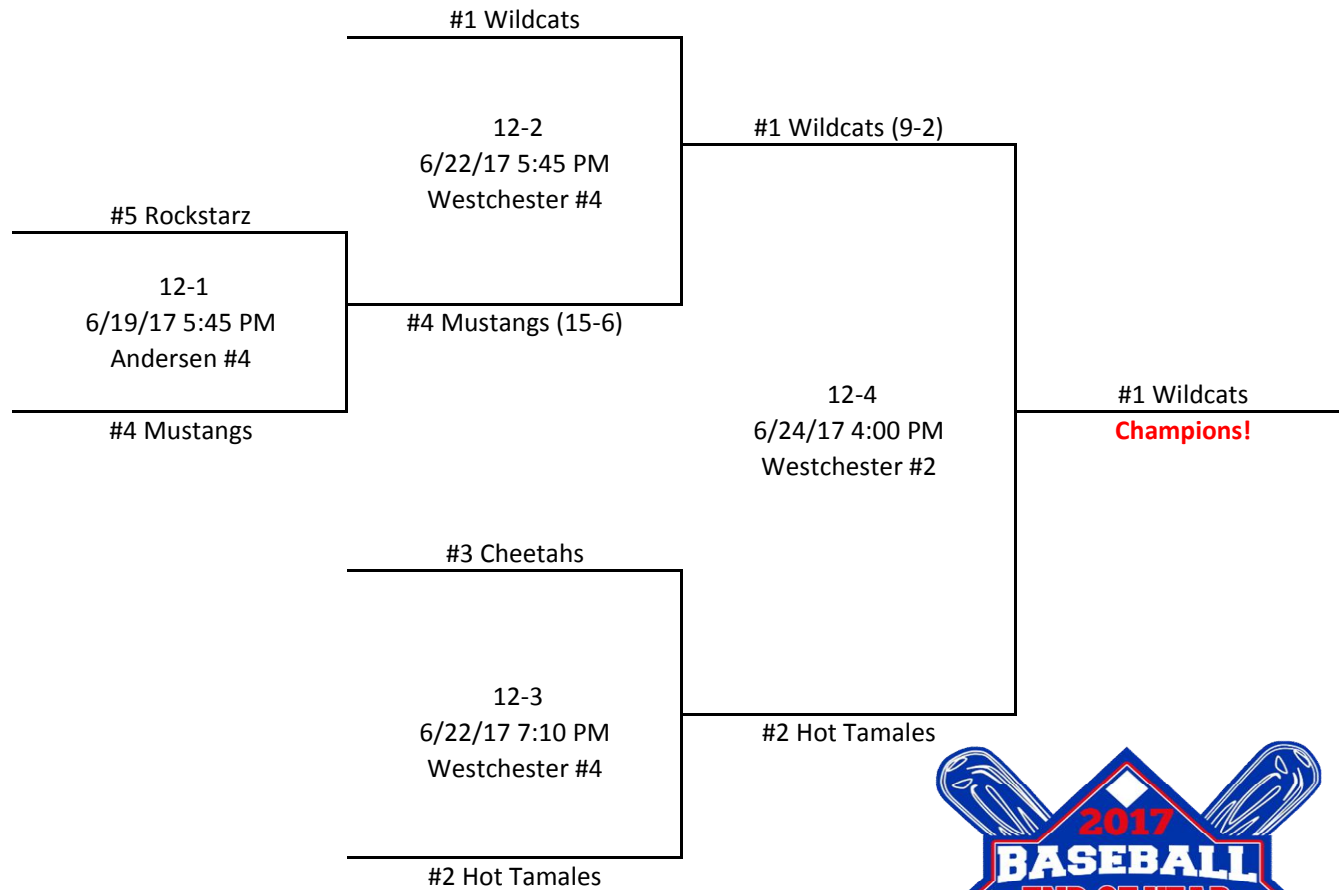 #1 Wildcats
12-2
6/22/17 5:45 PM
Westchester #4
#1 Wildcats (9-2)
#5 Rockstarz
12-1
6/19/17 5:45 PM
Andersen #4
#4 Mustangs (15-6)
#4 Mustangs
12-4
6/24/17 4:00 PM
Westchester #2
#1 Wildcats
Champions!
#3 Cheetahs
12-3
6/22/17 7:10 PM
Westchester #4
#2 Hot Tamales
#2 Hot Tamales
2017
BASEBALL
END OF YEAR